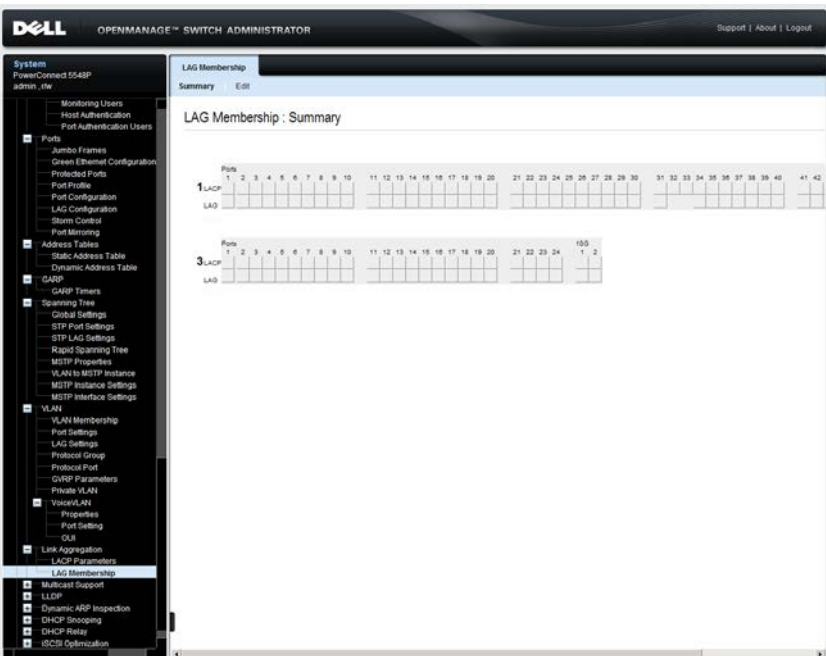 DELL OPENMANAGE™ SWITCH ADMINISTRATOR Support | About | Logout
System
PowerConnect 5548P
admin , r/w
Monitoring Users
Host Authentication
Port Authentication Users
Ports
Jumbo Frames
Green Ethernet Configuration
Protected Ports
Port Profile
Port Configuration
LAG Configuration
Storm Control
Port Mirroring
Address Tables
Static Address Table
Dynamic Address Table
GARP
GARP Timers
Spanning Tree
Global Settings
STP Port Settings
STP LAG Settings
Rapid Spanning Tree
MSTP Properties
VLAN to MSTP Instance
MSTP Instance Settings
MSTP Interface Settings
VLAN
VLAN Membership
Port Settings
LAG Settings
Protocol Group
Protocol Port
GVRP Parameters
Private VLAN
VoiceVLAN
Properties
Port Setting
OUI
Link Aggregation
LACP Parameters
LAG Membership
Multicast Support
LLDP
Dynamic ARP Inspection
DHCP Snooping
DHCP Relay
iSCSI Optimization
LAG Membership
Summary Edit
LAG Membership : Summary
Ports
1 2 3 4 5 6 7 8 9 10 11 12 13 14 15 16 17 18 19 20 21 22 23 24 25 26 27 28 29 30 31 32 33 34 35 36 37 38 39 40 41 42
1 LACP
LAG
Ports 10G
1 2 3 4 5 6 7 8 9 10 11 12 13 14 15 16 17 18 19 20 21 22 23 24 1 2
3 LACP
LAG